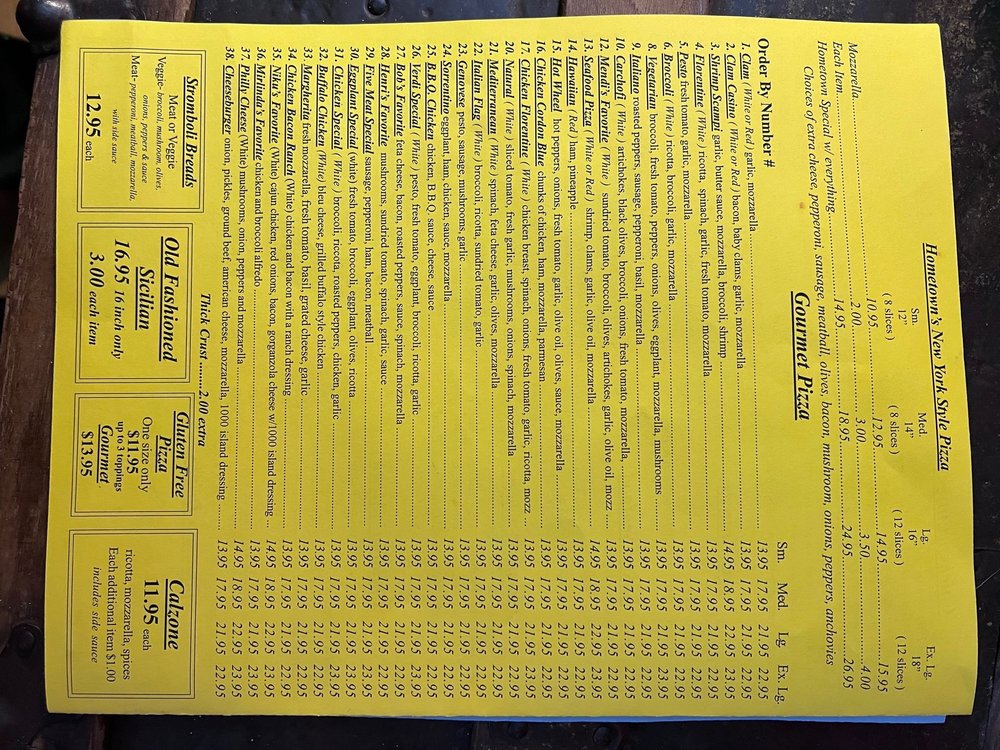 Hometown's New York Style Pizza
Sm. Med. Lg. Ex. Lg.
12" 14" 16" 18"
( 8 slices ) ( 8 slices ) ( 12 slices ) ( 12 slices )
Mozzarella 10.95 12.95 14.95 15.95
Each Item 2.00 3.00 3.50 4.00
Hometown Special w/ everything 14.95 18.95 24.95 26.95
Choices of extra cheese, pepperoni, sausage, meatball, olives, bacon, mushroom, onions, peppers, anchovies
Gourmet Pizza
Order By Number # Sm. Med. Lg Ex. Lg.
1. Clam (White or Red ) garlic, mozzarella 13.95 17.95 21.95 22.95
2. Clam Casino (White or Red ) bacon, baby clams, garlic, mozzarella 13.95 17.95 21.95 22.95
3. Shrimp Scampi garlic, butter sauce, mozzarella, broccoli, shrimp 14.95 18.95 22.95 23.95
4. Florentine ( White ) ricotta, spinach, garlic, fresh tomato, mozzarella 13.95 17.95 21.95 22.95
5. Pesto fresh tomato, garlic, mozzarella 13.95 17.95 21.95 22.95
6. Broccoli ( White ) ricotta, broccoli, garlic, mozzarella 13.95 17.95 21.95 22.95
8. Vegetarian broccoli, fresh tomato, peppers, onions, olives, eggplant, mozzarella, mushrooms 13.95 17.95 21.95 23.95
9. Italiano roasted peppers, sausage, pepperoni, basil, mozzarella 13.95 17.95 21.95 22.95
10. Carchofi ( White ) artichokes, black olives, broccoli, onions, fresh tomato, mozzarella, 13.95 17.95 21.95 22.95
12. Mendi's Favorite ( White ) sundried tomato, broccoli, olives, artichokes, garlic, olive oil, mozz 13.95 17.95 21.95 22.95
13. Seafood Pizza ( White or Red ) shrimp, clams, garlic, olive oil, mozzarella 14.95 18.95 22.95 23.95
14. Hawaiian ( Red ) ham, pineapple 13.95 17.95 21.95 22.95
15. Hot Wheel hot peppers, onions, fresh tomato, garlic, olive oil, olives, sauce, mozzarella 13.95 17.95 21.95 22.95
16. Chicken Cordon Blue chunks of chicken, ham, mozzarella parmesan 13.95 17.95 21.95 22.95
17. Chicken Florentine ( White ) chicken breast, spinach, onions, fresh tomato, garlic, ricotta, mozz 13.95 17.95 21.95 23.95
20. Natural ( White ) sliced tomato, fresh garlic, mushrooms, onions, spinach, mozzarella 13.95 17.95 21.95 22.95
21. Mediterranean (White ) spinach, feta cheese, garlic, olives, mozzarella 13.95 17.95 21.95 22.95
22. Italian Flag (White ) broccoli, ricotta, sundried tomato, garlic 13.95 17.95 21.95 22.95
23. Genovese pesto, sausage, mushrooms, garlic 13.95 17.95 21.95 22.95
24. Sorrentino eggplant, ham, chicken, sauce, mozzarella 13.95 17.95 21.95 22.95
25. B.B.Q. Chicken chicken, B.B.Q. sauce, cheese, sauce 13.95 17.95 21.95 22.95
26. Verdi Special ( White ) pesto, fresh tomato, eggplant, broccoli, ricotta, garlic 13.95 17.95 21.95 23.95
27. Bob's Favorite feta cheese, bacon, roasted peppers, sauce, spinach, mozzarella 13.95 17.95 21.95 22.95
28. Henri's Favorite mushrooms, sundried tomato, spinach, garlic, sauce 13.95 17.95 21.95 22.95
29. Five Meat Special sausage, pepperoni, ham, bacon, meatball 13.95 17.95 21.95 23.95
30. Eggplant Special (white) fresh tomato, broccoli, eggplant, olives, ricotta 13.95 17.95 21.95 22.95
31. Chicken Special ( White ) broccoli, riccota, roasted peppers, chicken, garlic 13.95 17.95 21.95 22.95
32. Buffalo Chicken (White) bleu cheese, grilled buffalo style chicken 13.95 17.95 21.95 22.95
33. Margherita fresh mozzarella, fresh tomato, basil, grated cheese, garlic 13.95 17.95 21.95 22.95
34. Chicken Bacon Ranch (White) chicken and bacon with a ranch dressing 13.95 17.95 21.95 22.95
35. Nitu's Favorite (White) cajun chicken, red onions, bacon, gorganzola cheese w/1000 island dressing 14.95 18.95 22.95 23.95
36. Mlinda's Favorite chicken and broccoli alfredo 13.95 17.95 21.95 23.95
37. Philly Cheese (White) mushrooms, onion, peppers and mozzarella 14.95 18.95 22.95 23.95
38. Cheeseburger onion, pickles, ground beef, american cheese, mozzarella, 1000 island dressing 13.95 17.95 21.95 22.95
Thick Crust 2.00 extra
Stromboli Breads
Meat or Veggie
Veggie- broccoli, mushroom, olives,
onions, peppers & sauce
Meat- pepperoni, meatball, mozzarella,
with side sauce
12.95 each
Old Fashioned
Sicilian
16.95 16 inch only
3.00 each item
Gluten Free
Pizza
One size only
$11.95
up to 3 toppings
Gourmet
$13.95
Calzone
11.95 each
ricotta, mozzarella, spices
Each additional item $1.00
includes side sauce